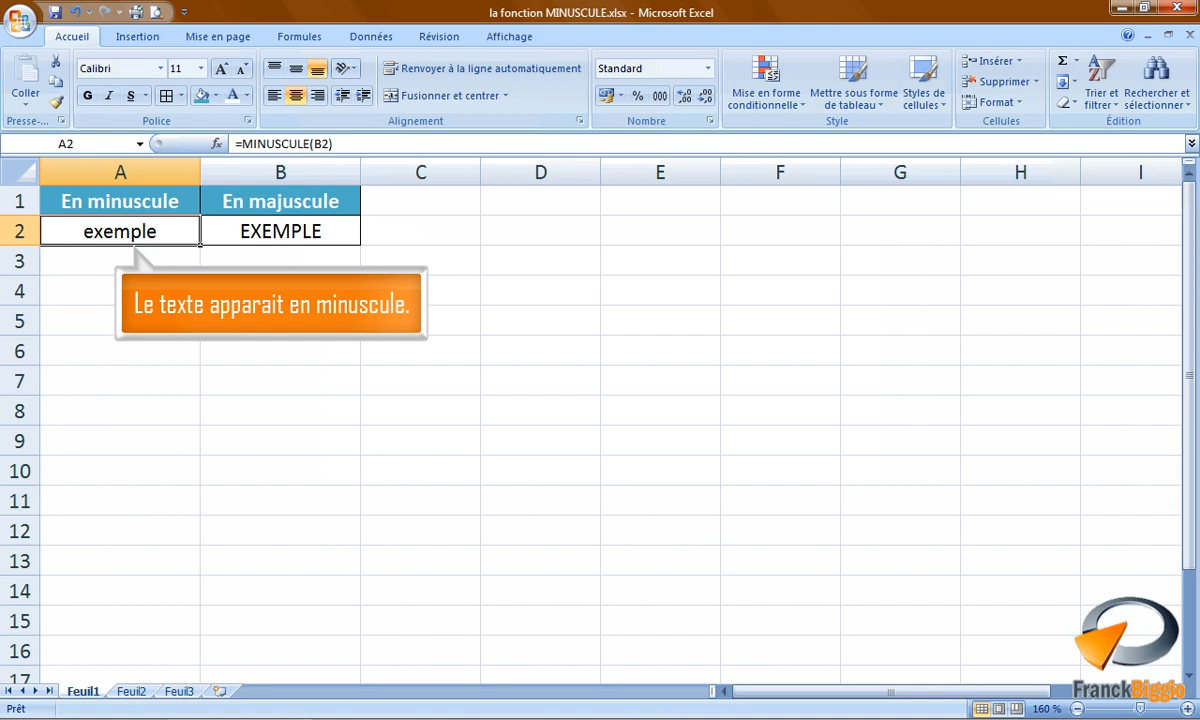 la fonction MINUSCULE.xlsx - Microsoft Excel
Accueil Insertion Mise en page Formules Données Révision Affichage
Coller
Presse-...
Calibri 11
G I S
Police
Renvoyer à la ligne automatiquement
Fusionner et centrer
Alignement
Standard
% 000
Nombre
Mise en forme conditionnelle
Mettre sous forme de tableau
Styles de cellules
Style
Insérer
Supprimer
Format
Cellules
Σ
Trier et filtrer
Rechercher et sélectionner
Édition
A2 fx =MINUSCULE(B2)
A B C D E F G H I
1 En minuscule En majuscule
2 exemple EXEMPLE
3
Le texte apparait en minuscule.
4
5
6
7
8
9
10
11
12
13
14
15
16
17
FranckBiggio
Feuil1 Feuil2 Feuil3
Prêt 160 %